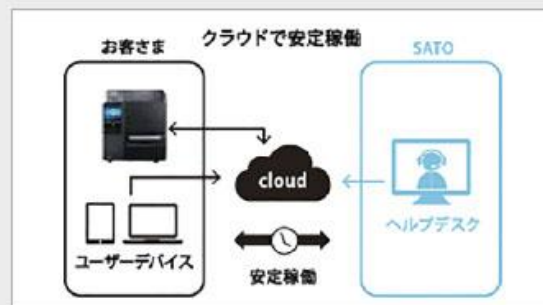 クラウドで安定稼働
お客さま
SATO
cloud
ヘルプデスク
ユーザーデバイス
安定稼働